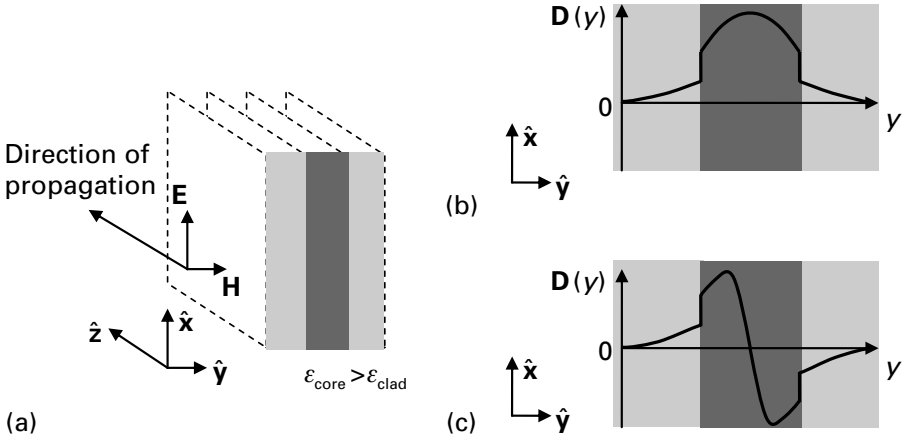 Direction of
propagation
E
H
x̂
ẑ
ŷ
ε_core > ε_clad
(a)
D(y)
0
y
x̂
ŷ
(b)
D(y)
0
y
x̂
ŷ
(c)